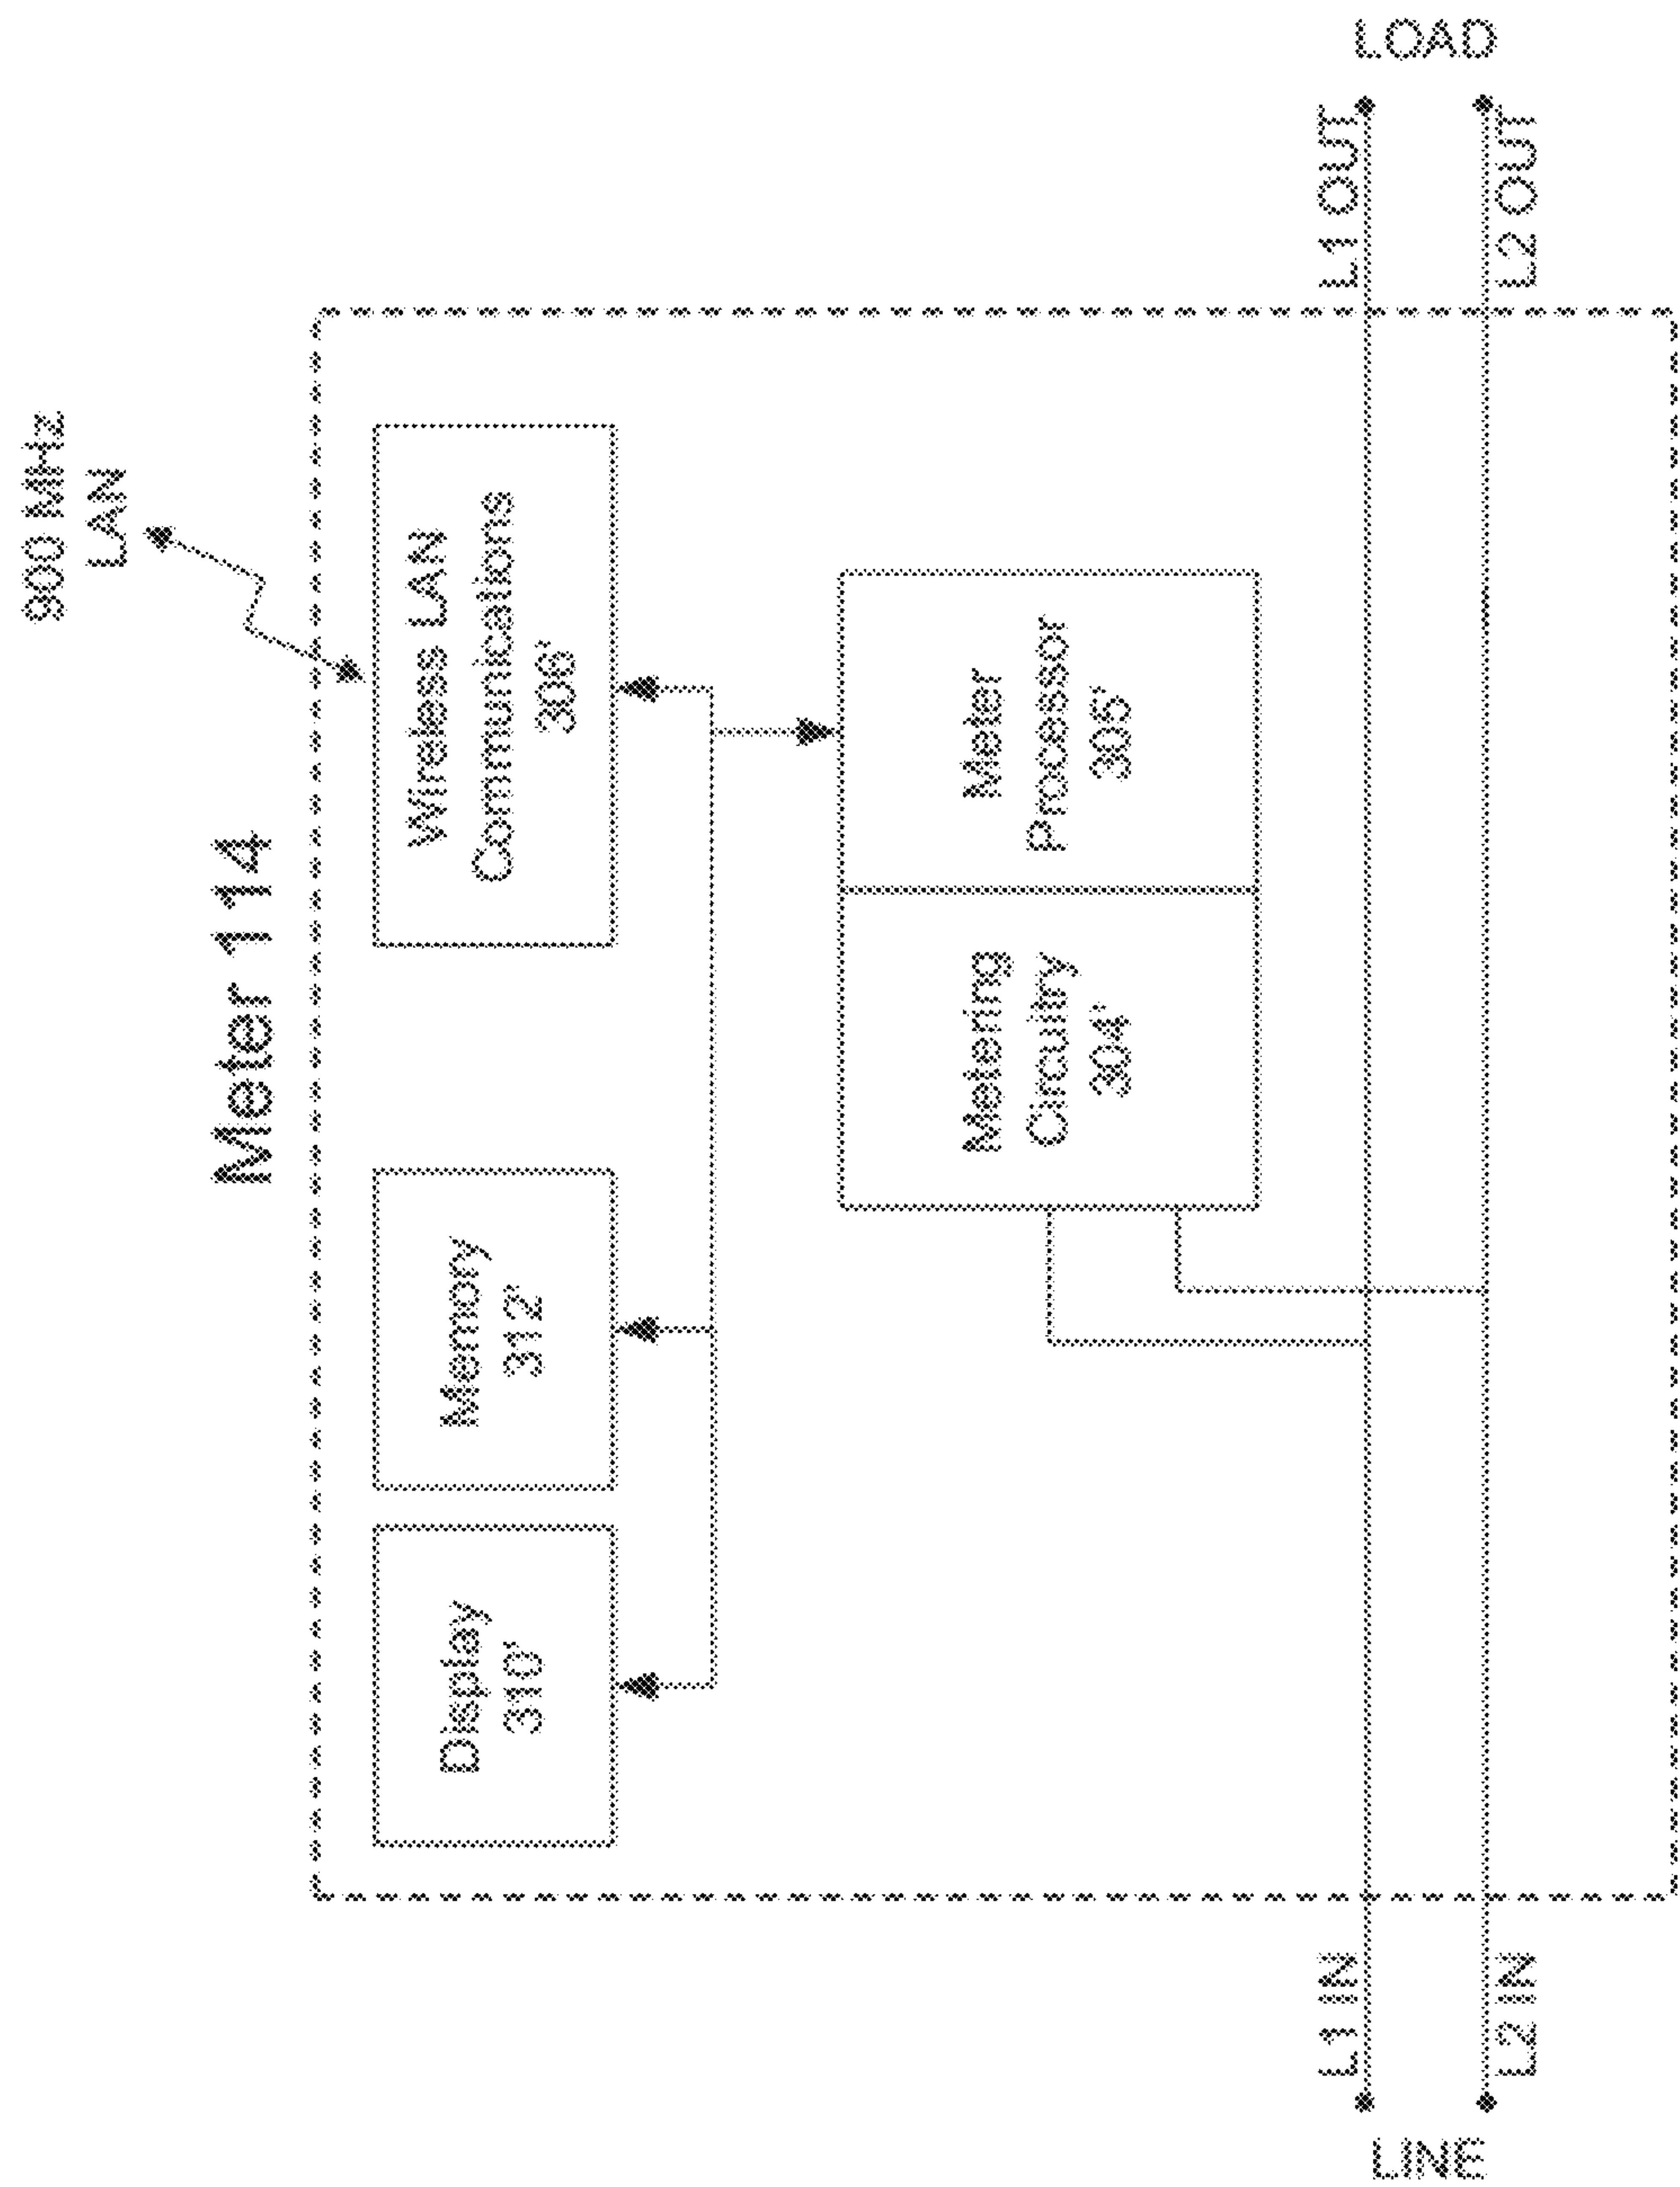 900 MHz
LAN
Meter 114
Display
310'
Memory
312'
Wireless LAN
Communications
306'
Metering
Circuitry
304'
Meter
Processor
305'
L1 IN
L1 OUT
LINE
LOAD
L2 IN
L2 OUT